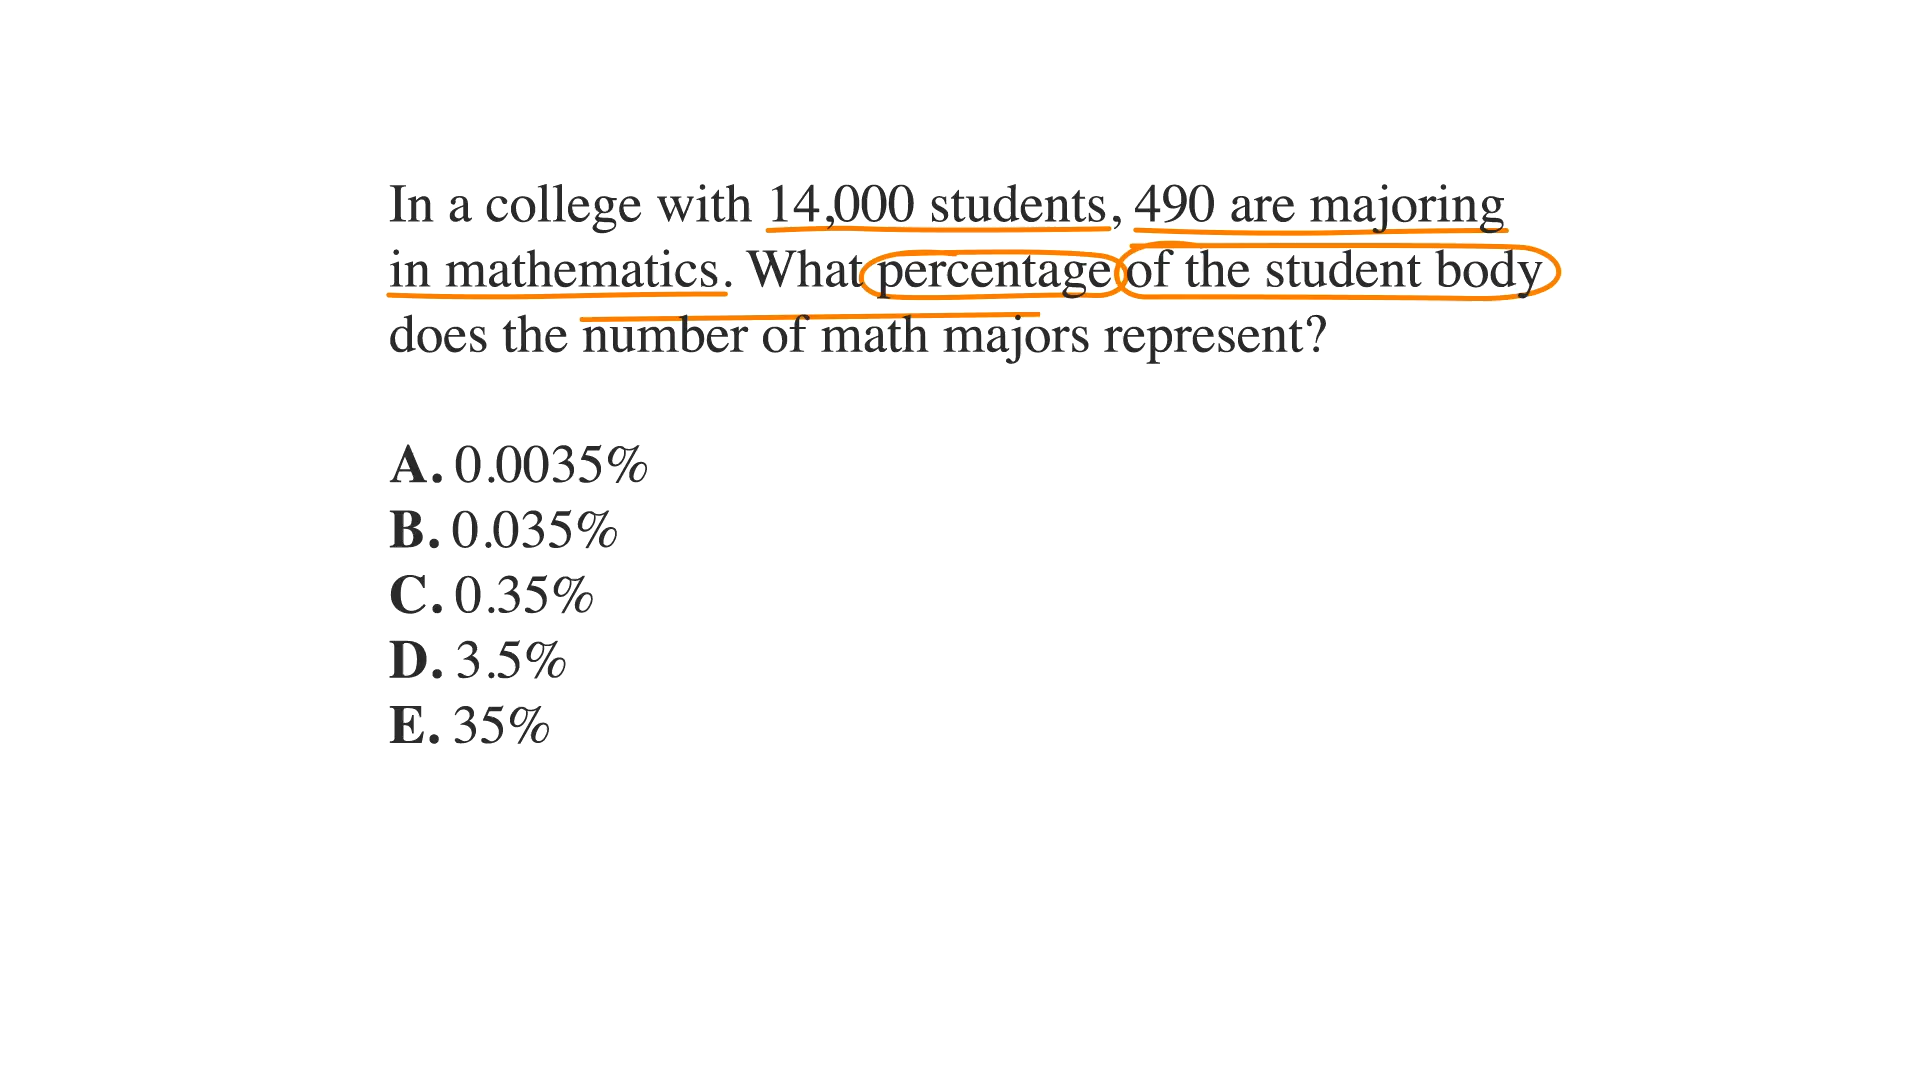 In a college with 14,000 students, 490 are majoring
in mathematics. What percentage of the student body
does the number of math majors represent?
A. 0.0035%
B. 0.035%
C. 0.35%
D. 3.5%
E. 35%